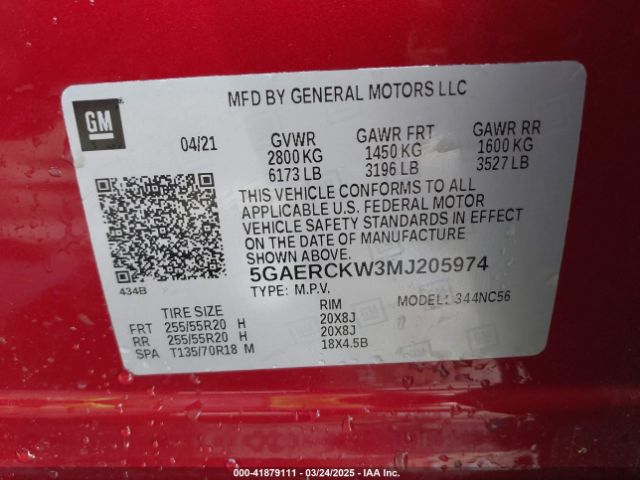 GM
MFD BY GENERAL MOTORS LLC
04/21
GVWR GAWR FRT GAWR RR
2800 KG 1450 KG 1600 KG
6173 LB 3196 LB 3527 LB
THIS VEHICLE CONFORMS TO ALL
APPLICABLE U.S. FEDERAL MOTOR
VEHICLE SAFETY STANDARDS IN EFFECT
ON THE DATE OF MANUFACTURE
SHOWN ABOVE.
434B
5GAERCKW3MJ205974
TYPE: M.P.V. MODEL: 344NC56
TIRE SIZE RIM
FRT 255/55R20 H 20X8J
RR 255/55R20 H 20X8J
SPA T135/70R18 M 18X4.5B
© - 41879111 - 03/24/2025 - IAA Inc.